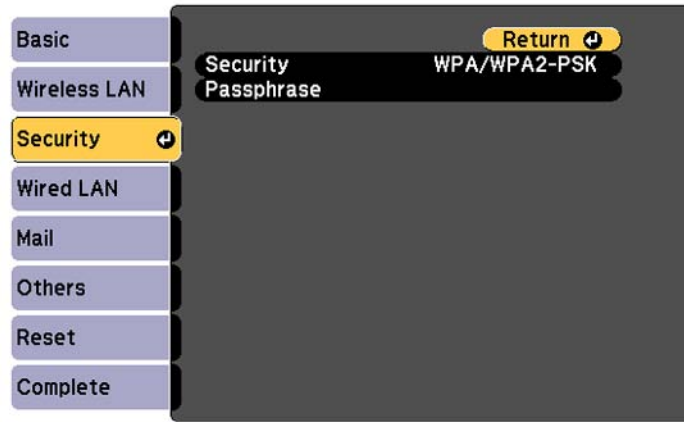 Basic
Wireless LAN
Security
Wired LAN
Mail
Others
Reset
Complete
Return
Security WPA/WPA2-PSK
Passphrase